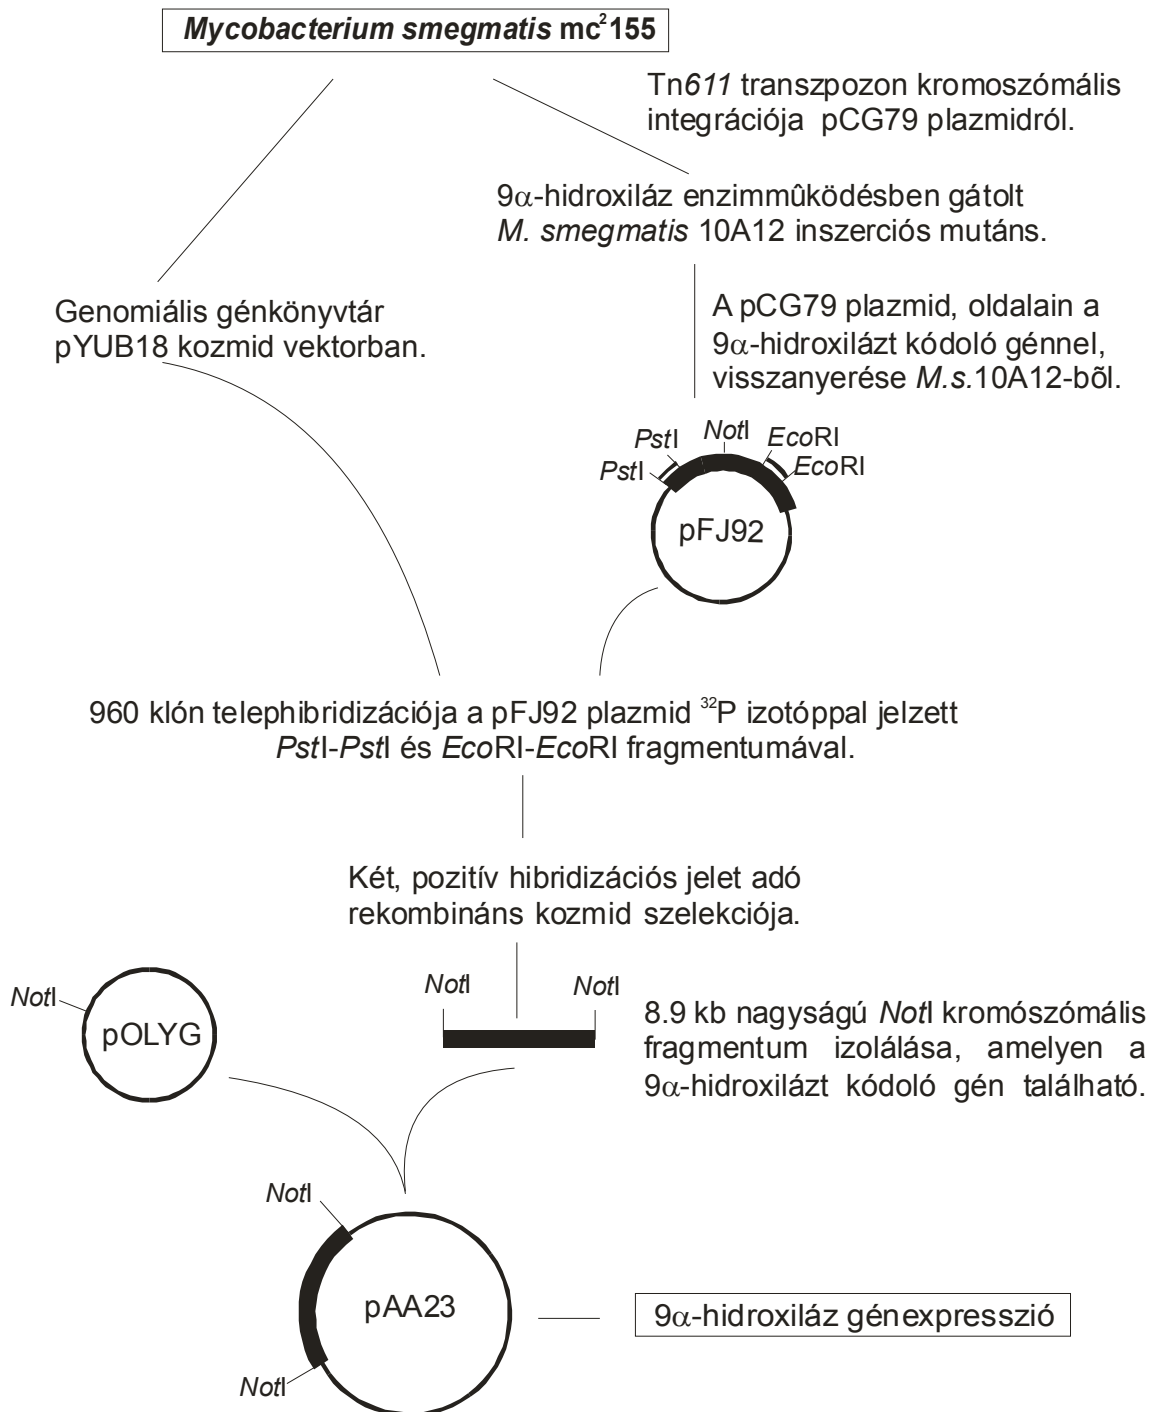 Mycobacterium smegmatis mc²155
Tn611 transzpozon kromoszómális
integrációja pCG79 plazmidról.
9α-hidroxiláz enzimmûködésben gátolt
M. smegmatis 10A12 inszerciós mutáns.
Genomiális génkönyvtár
pYUB18 kozmid vektorban.
A pCG79 plazmid, oldalain a
9α-hidroxilázt kódoló génnel,
visszanyerése M.s.10A12-bõl.
PstI
PstI
NotI
EcoRI
EcoRI
pFJ92
960 klón telephibridizációja a pFJ92 plazmid ³²P izotóppal jelzett
PstI-PstI és EcoRI-EcoRI fragmentumával.
Két, pozitív hibridizációs jelet adó
rekombináns kozmid szelekciója.
NotI
pOLYG
NotI
NotI
8.9 kb nagyságú NotI kromószómális
fragmentum izolálása, amelyen a
9α-hidroxilázt kódoló gén található.
NotI
pAA23
NotI
9α-hidroxiláz génexpresszió